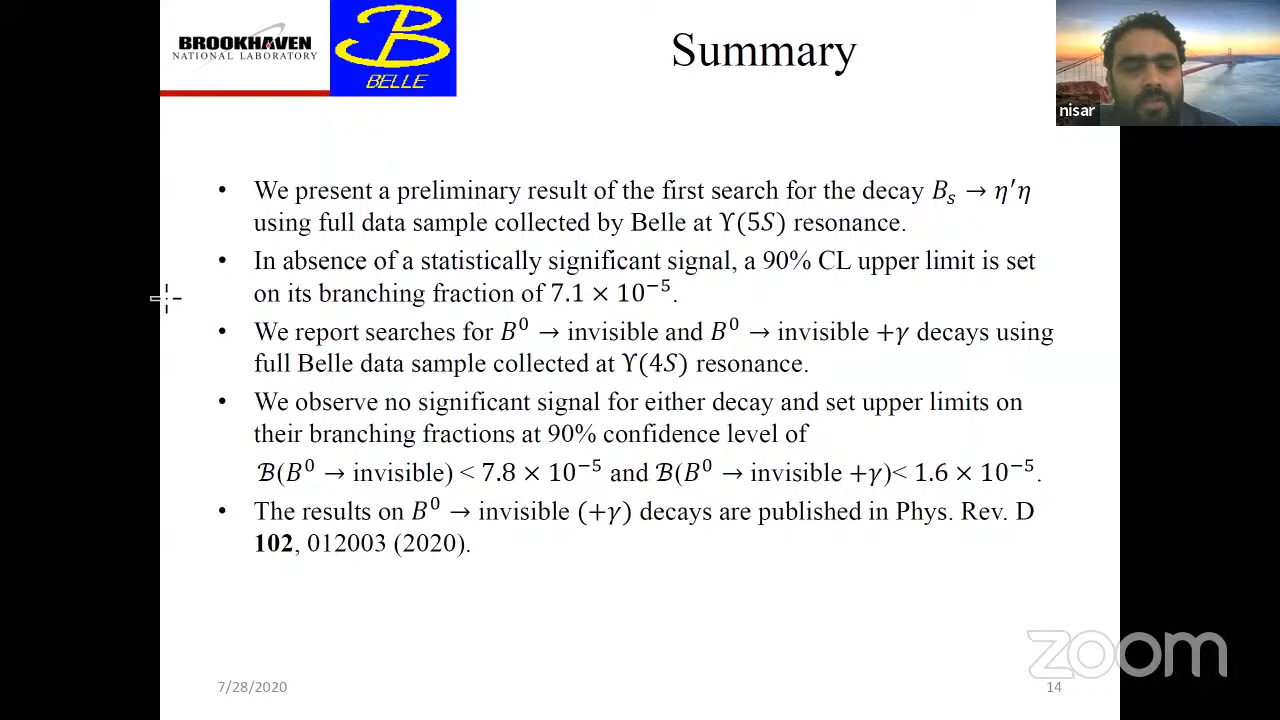 BROOKHAVEN
NATIONAL LABORATORY
BELLE
Summary
nisar
• We present a preliminary result of the first search for the decay 𝐵ₛ → 𝜂′𝜂
using full data sample collected by Belle at ϒ(5𝑆) resonance.
• In absence of a statistically significant signal, a 90% CL upper limit is set
on its branching fraction of 7.1 × 10⁻⁵.
• We report searches for 𝐵⁰ → invisible and 𝐵⁰ → invisible +𝛾 decays using
full Belle data sample collected at ϒ(4𝑆) resonance.
• We observe no significant signal for either decay and set upper limits on
their branching fractions at 90% confidence level of
ℬ(𝐵⁰ → invisible) < 7.8 × 10⁻⁵ and ℬ(𝐵⁰ → invisible +𝛾)< 1.6 × 10⁻⁵.
• The results on 𝐵⁰ → invisible (+𝛾) decays are published in Phys. Rev. D
102, 012003 (2020).
zoom
7/28/2020
14